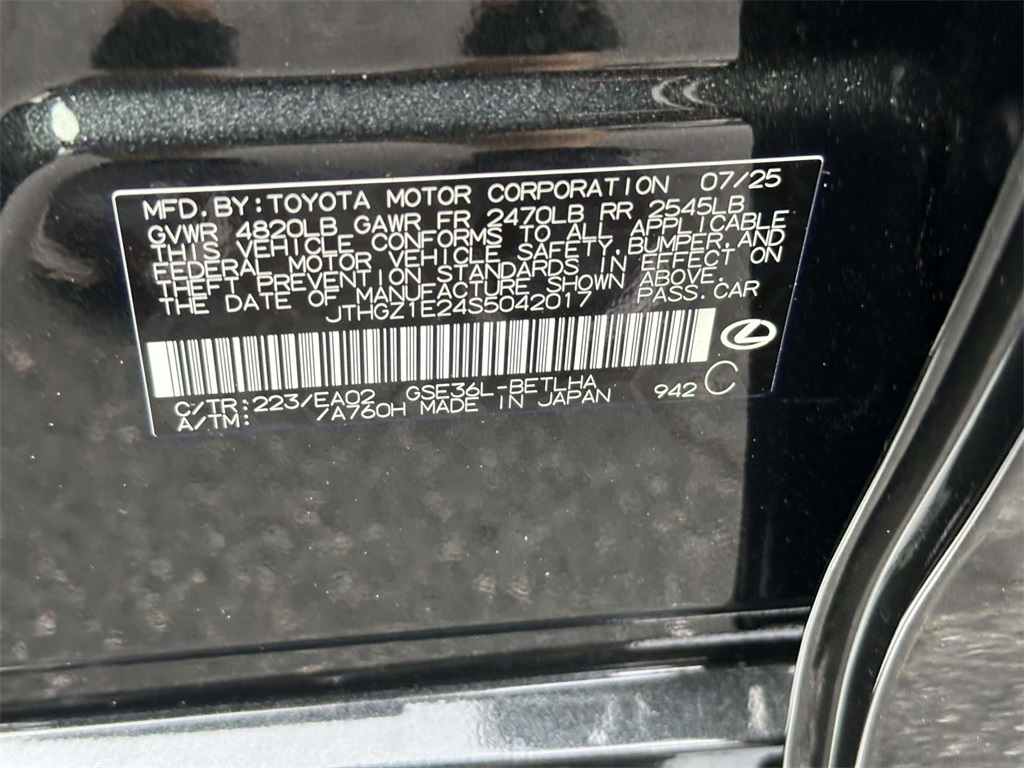 MFD. BY: TOYOTA MOTOR CORPORATION 07/25
GVWR 4820LB GAWR FR 2470LB RR 2545LB
THIS VEHICLE CONFORMS TO ALL APPLICABLE
FEDERAL MOTOR VEHICLE SAFETY, BUMPER, AND
THEFT PREVENTION STANDARDS IN EFFECT ON
THE DATE OF MANUFACTURE SHOWN ABOVE.
JTHGZ1E24S5042017 PASS. CAR
C/TR: 223/EA02 GSE36L-BETLHA 942 C
A/TM: /A760H MADE IN JAPAN